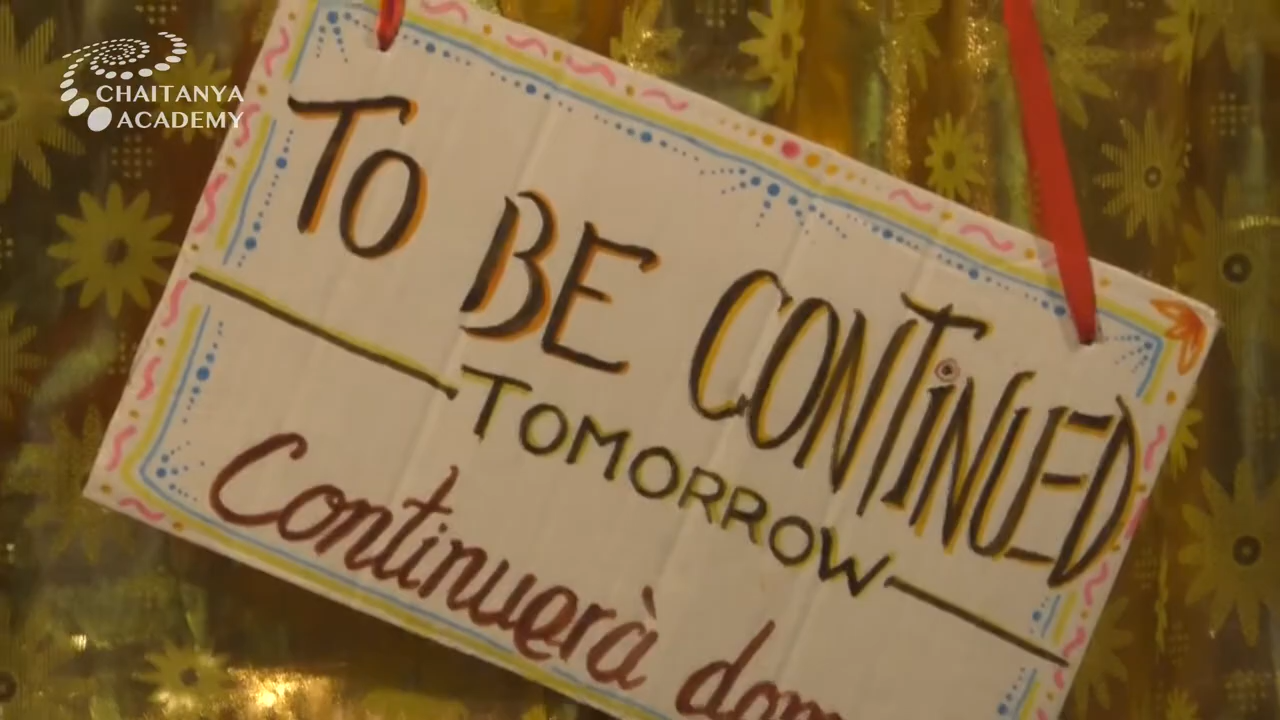 CHAITANYA
ACADEMY
TO BE CONTINUED
TOMORROW
Continuerà